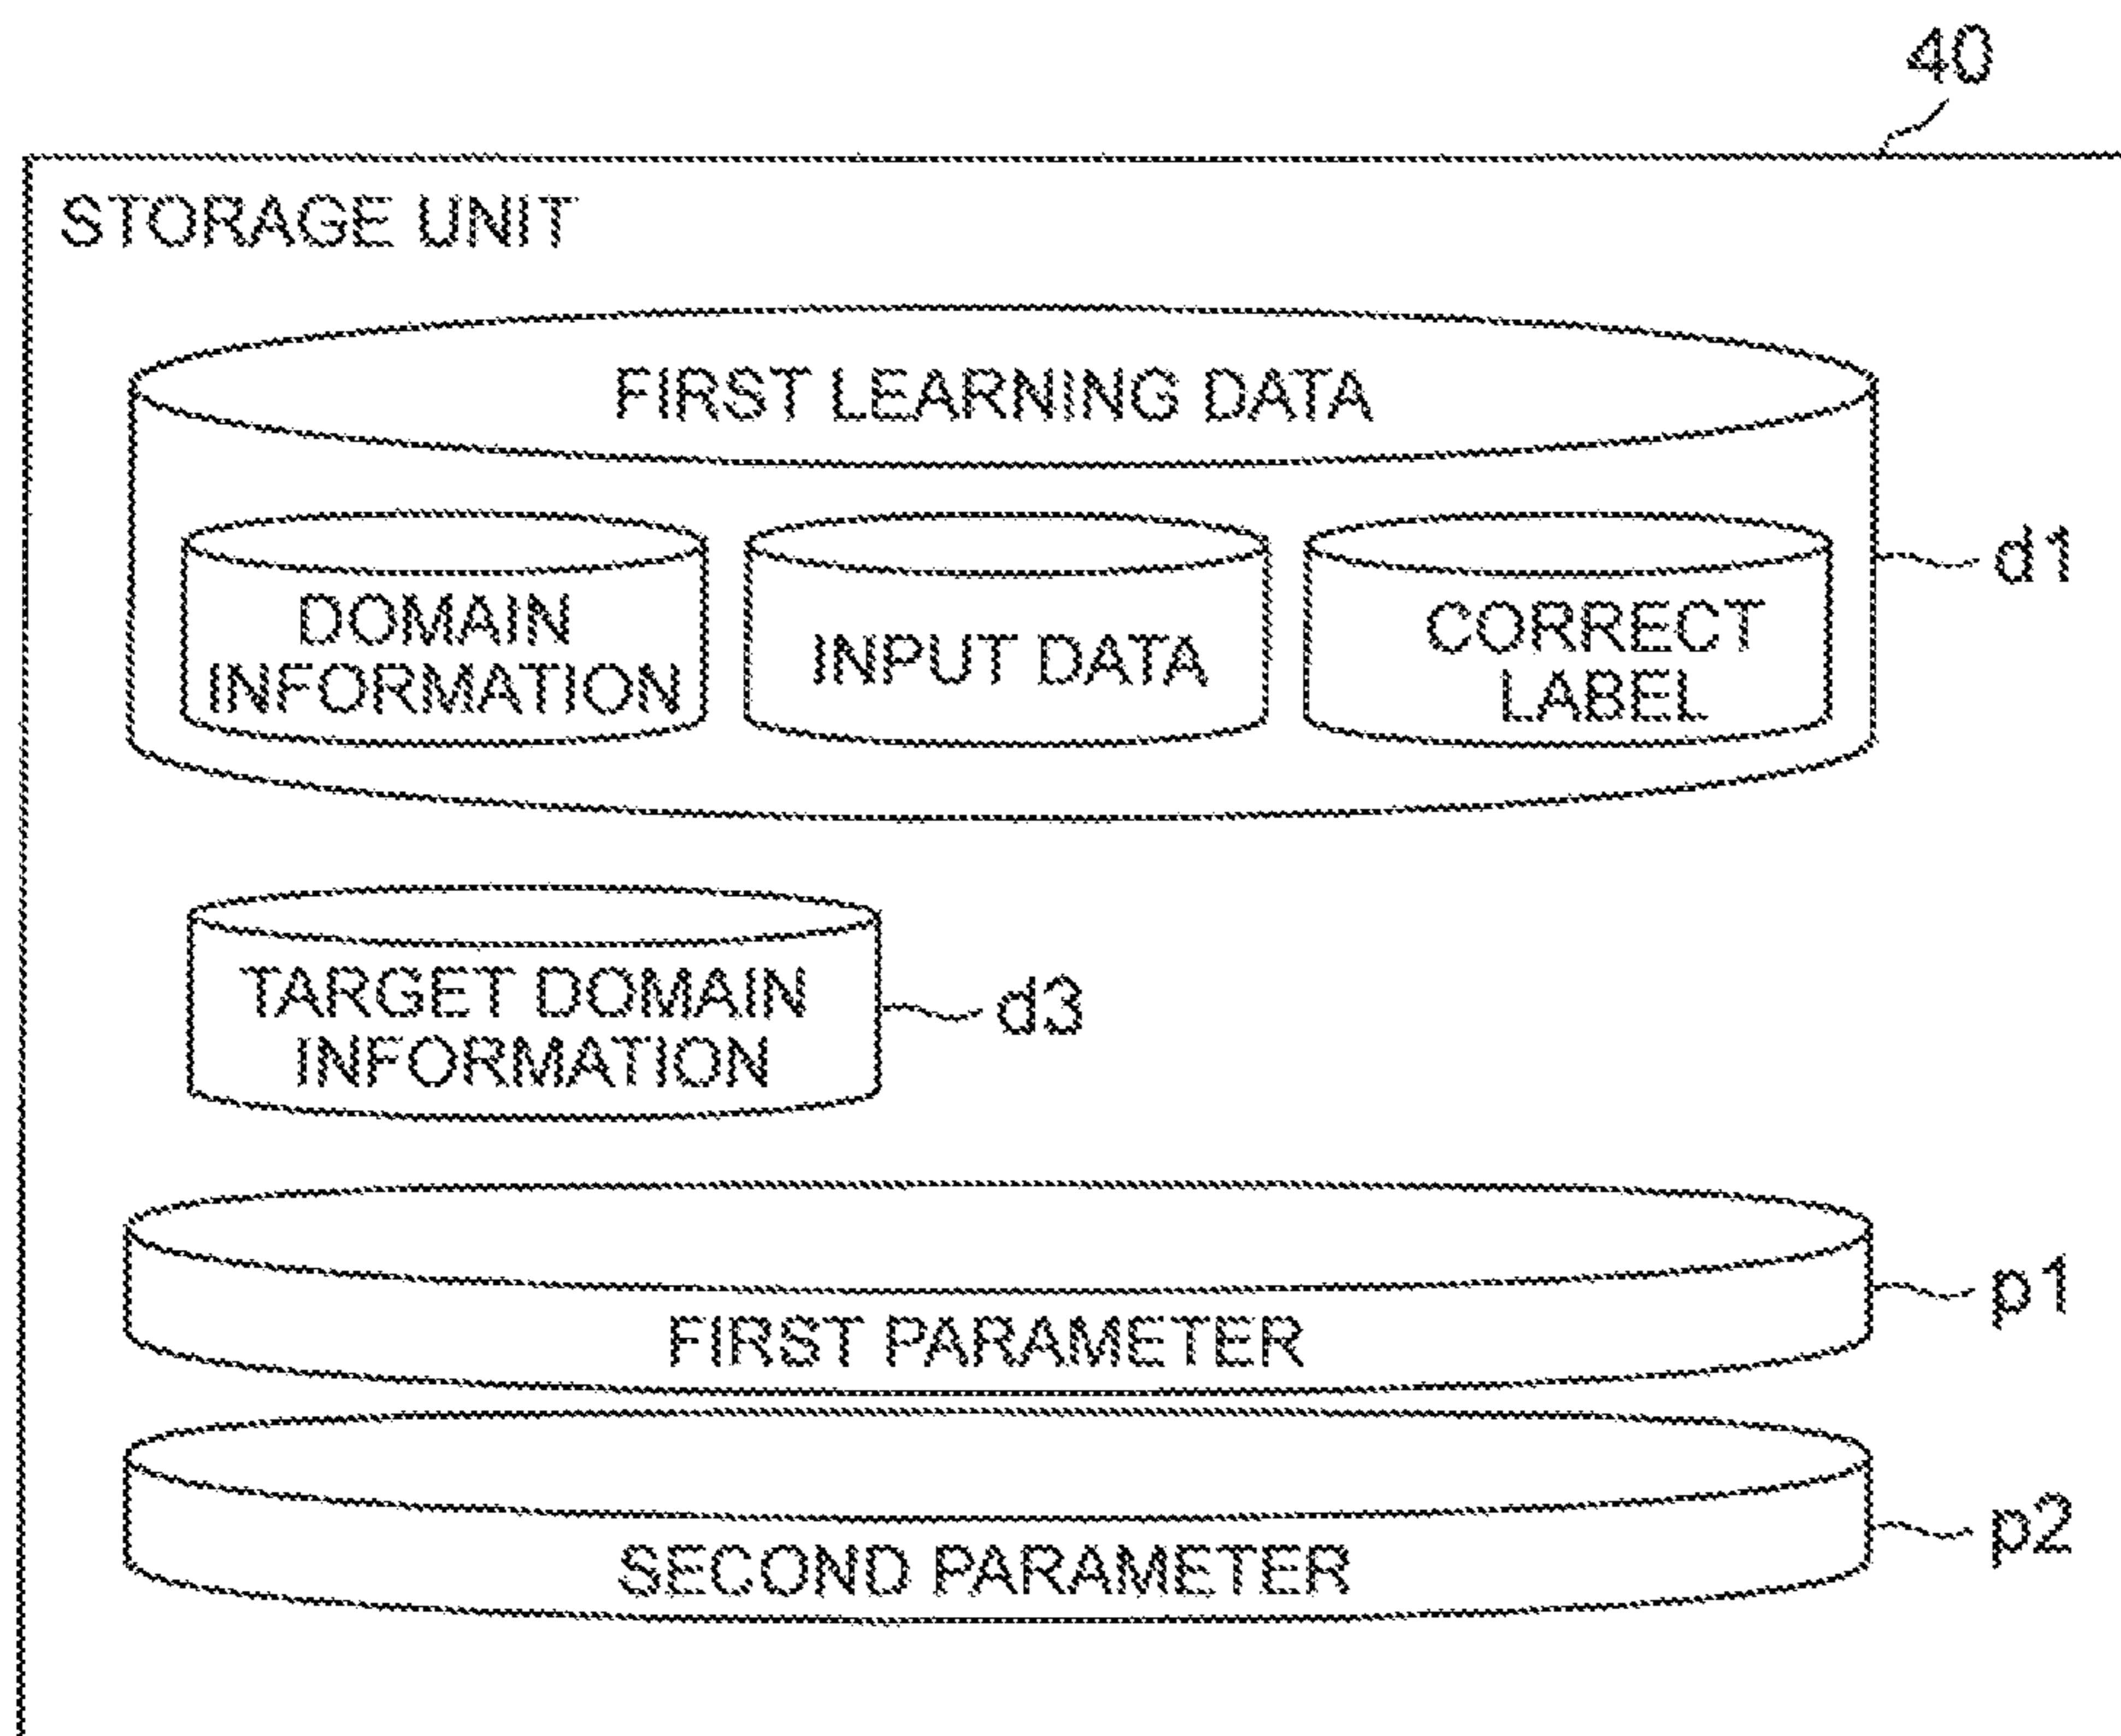 40
STORAGE UNIT
FIRST LEARNING DATA
DOMAIN
INFORMATION
INPUT DATA
CORRECT
LABEL
d1
TARGET DOMAIN
INFORMATION
d3
FIRST PARAMETER
p1
SECOND PARAMETER
p2